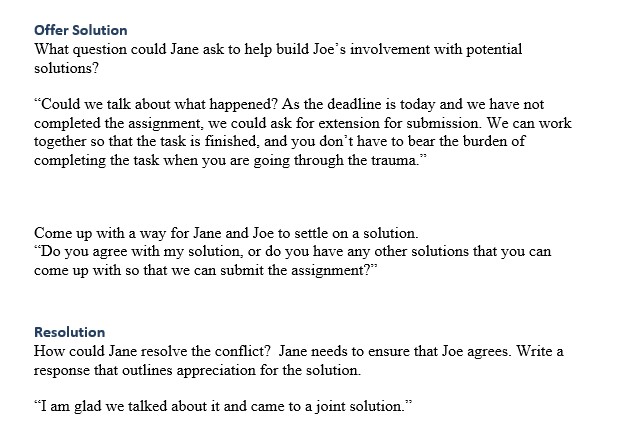 Offer Solution
What question could Jane ask to help build Joe’s involvement with potential
solutions?
“Could we talk about what happened? As the deadline is today and we have not
completed the assignment, we could ask for extension for submission. We can work
together so that the task is finished, and you don’t have to bear the burden of
completing the task when you are going through the trauma.”
Come up with a way for Jane and Joe to settle on a solution.
“Do you agree with my solution, or do you have any other solutions that you can
come up with so that we can submit the assignment?”
Resolution
How could Jane resolve the conflict?  Jane needs to ensure that Joe agrees. Write a
response that outlines appreciation for the solution.
“I am glad we talked about it and came to a joint solution.”